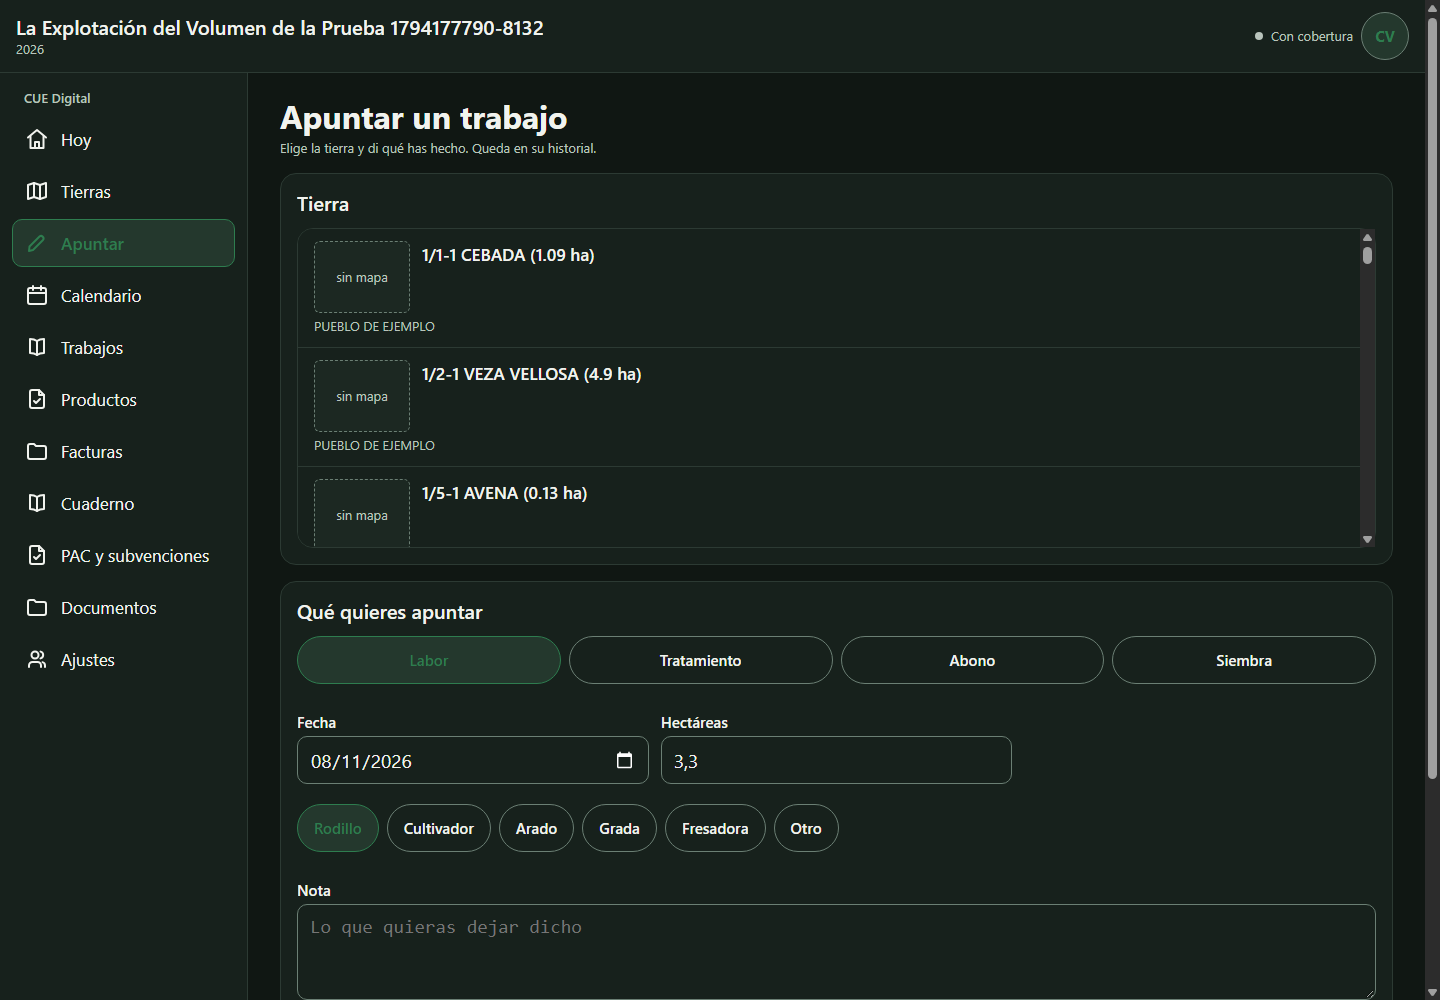 La Explotación del Volumen de la Prueba 1794177790-8132
2026
Con cobertura
CV
CUE Digital
Hoy
Tierras
Apuntar
Calendario
Trabajos
Productos
Facturas
Cuaderno
PAC y subvenciones
Documentos
Ajustes
Apuntar un trabajo
Elige la tierra y di qué has hecho. Queda en su historial.
Tierra
sin mapa
1/1-1 CEBADA (1.09 ha)
PUEBLO DE EJEMPLO
sin mapa
1/2-1 VEZA VELLOSA (4.9 ha)
PUEBLO DE EJEMPLO
sin mapa
1/5-1 AVENA (0.13 ha)
Qué quieres apuntar
Labor
Tratamiento
Abono
Siembra
Fecha
Hectáreas
08/11/2026
3,3
Rodillo
Cultivador
Arado
Grada
Fresadora
Otro
Nota
Lo que quieras dejar dicho